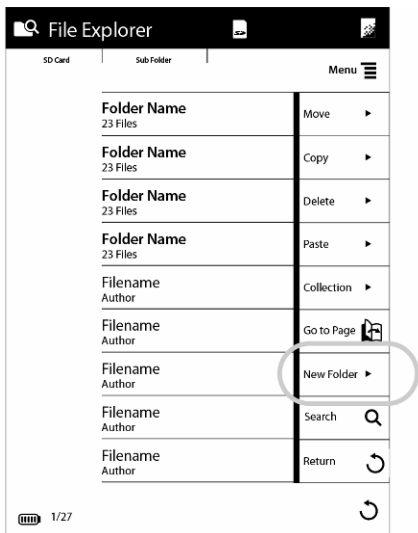 File Explorer
SD Card
Sub Folder
Menu
Folder Name
23 Files
Move
Folder Name
23 Files
Copy
Folder Name
23 Files
Delete
Folder Name
23 Files
Paste
Filename
Author
Collection
Filename
Author
Go to Page
Filename
Author
New Folder
Filename
Author
Search
Filename
Author
Return
1/27